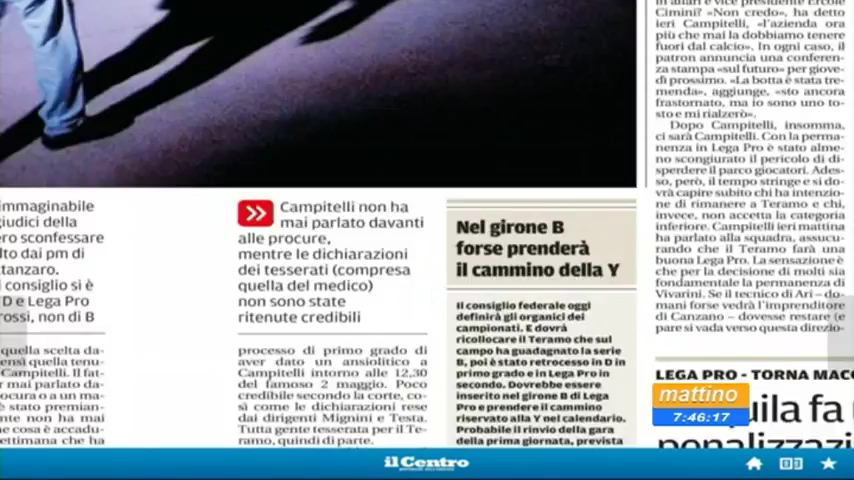 immaginabile
giudici della
ero sconfessare
lto dai pm di
tanzaro.
consiglio si è
D e Lega Pro
rossi, non di B
quella scelta da-
ensì quella tenu-
Campitelli. Il fat-
r mai parlato da-
ocura o a un ma-
è stato premian-
nte non ha mai
he cosa è accadu-
settimana che ha
Campitelli non ha
mai parlato davanti
alle procure,
mentre le dichiarazioni
dei tesserati (compresa
quella del medico)
non sono state
ritenute credibili
processo di primo grado di
aver dato un ansiolitico a
Campitelli intorno alle 12,30
del famoso 2 maggio. Poco
credibile secondo la corte, co-
sì come le dichiarazioni rese
dai dirigenti Mignini e Testa.
Tutta gente tesserata per il Te-
ramo, quindi di parte.
Nel girone B
forse prenderà
il cammino della Y
Il consiglio federale oggi
definirà gli organici dei
campionati. E dovrà
ricollocare il Teramo che sul
campo ha guadagnato la serie
B, poi è stato retrocesso in D in
primo grado e in Lega Pro in
secondo. Dovrebbe essere
inserito nel girone B di Lega
Pro e prendere il cammino
riservato alla Y nel calendario.
Probabile il rinvio della gara
della prima giornata, prevista
in affari e vice presidente Ercole
Cimini? «Non credo», ha detto
ieri Campitelli, «l'azienda ora
più che mai la dobbiamo tenere
fuori dal calcio». In ogni caso, il
patron annuncia una conferen-
za stampa «sul futuro» per giove-
dì prossimo. «La botta è stata tre-
menda», aggiunge, «sto ancora
frastornato, ma io sono uno to-
sto e mi rialzerò».
Dopo Campitelli, insomma,
ci sarà Campitelli. Con la perma-
nenza in Lega Pro è stato alme-
no scongiurato il pericolo di di-
sperdere il parco giocatori. Ades-
so, però, il tempo stringe e si do-
vrà capire subito chi ha intenzio-
ne di rimanere a Teramo e chi,
invece, non accetta la categoria
inferiore. Campitelli ieri mattina
ha parlato alla squadra, assicu-
rando che il Teramo farà una
buona Lega Pro. La sensazione è
che per la decisione di molti sia
fondamentale la permanenza di
Vivarini. Se il tecnico di Ari – do-
mani forse vedrà l'imprenditore
di Canzano – dovesse restare (e
pare si vada verso questa direzio-
LEGA PRO - TORNA MACC
quila fa
penalizzazi
mattino
7:46:17
il Centro